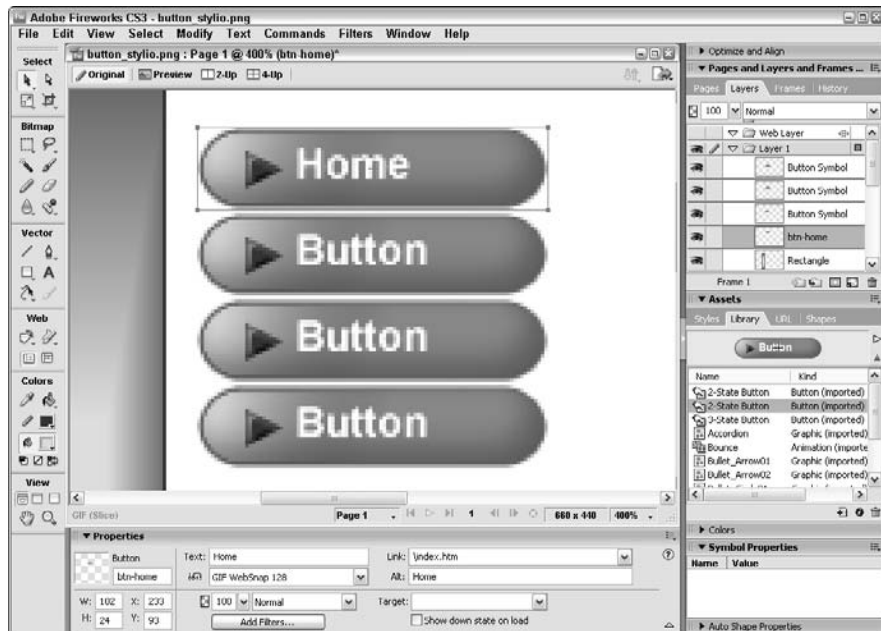 Adobe Fireworks CS3 - button_stylio.png
File Edit View Select Modify Text Commands Filters Window Help
Select
button_stylio.png : Page 1 @ 400% (btn-home)*
Original Preview 2-Up 4-Up
Bitmap
Vector
Web
Colors
View
Home
Button
Button
Button
GIF (Slice)
Page 1
1
660 x 440
400%
Properties
Button
btn-home
Text: Home
GIF WebSnap 128
Link: \index.htm
Alt: Home
W: 102 X: 233
H: 24 Y: 93
100 Normal
Add Filters...
Target:
Show down state on load
Optimize and Align
Pages and Layers and Frames ...
Pages Layers Frames History
100 Normal
Web Layer
Layer 1
Button Symbol
Button Symbol
Button Symbol
btn-home
Rectangle
Frame 1
Assets
Styles Library URL Shapes
Button
Name Kind
2-State Button Button (imported)
2-State Button Button (imported)
3-State Button Button (imported)
Accordion Graphic (imported)
Bounce Animation (importe
Bullet_Arrow01 Graphic (imported)
Bullet_Arrow02 Graphic (imported)
Colors
Symbol Properties
Name Value
Auto Shape Properties